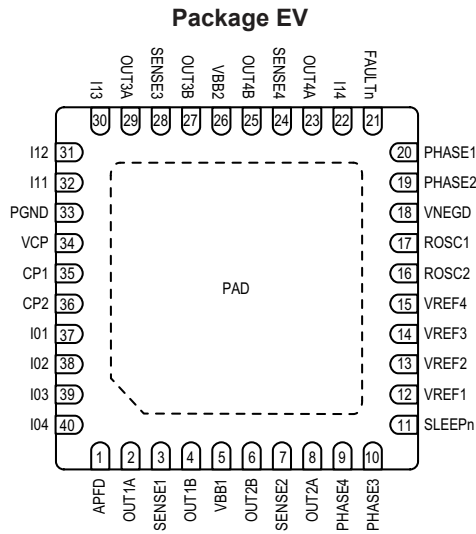 Package EV
I13
OUT3A
SENSE3
OUT3B
VBB2
OUT4B
SENSE4
OUT4A
I14
FAULTn
30 29 28 27 26 25 24 23 22 21
I12 31
I11 32
PGND 33
VCP 34
CP1 35
CP2 36
I01 37
I02 38
I03 39
I04 40
PAD
20 PHASE1
19 PHASE2
18 VNEGD
17 ROSC1
16 ROSC2
15 VREF4
14 VREF3
13 VREF2
12 VREF1
11 SLEEPn
1 2 3 4 5 6 7 8 9 10
APFD
OUT1A
SENSE1
OUT1B
VBB1
OUT2B
SENSE2
OUT2A
PHASE4
PHASE3